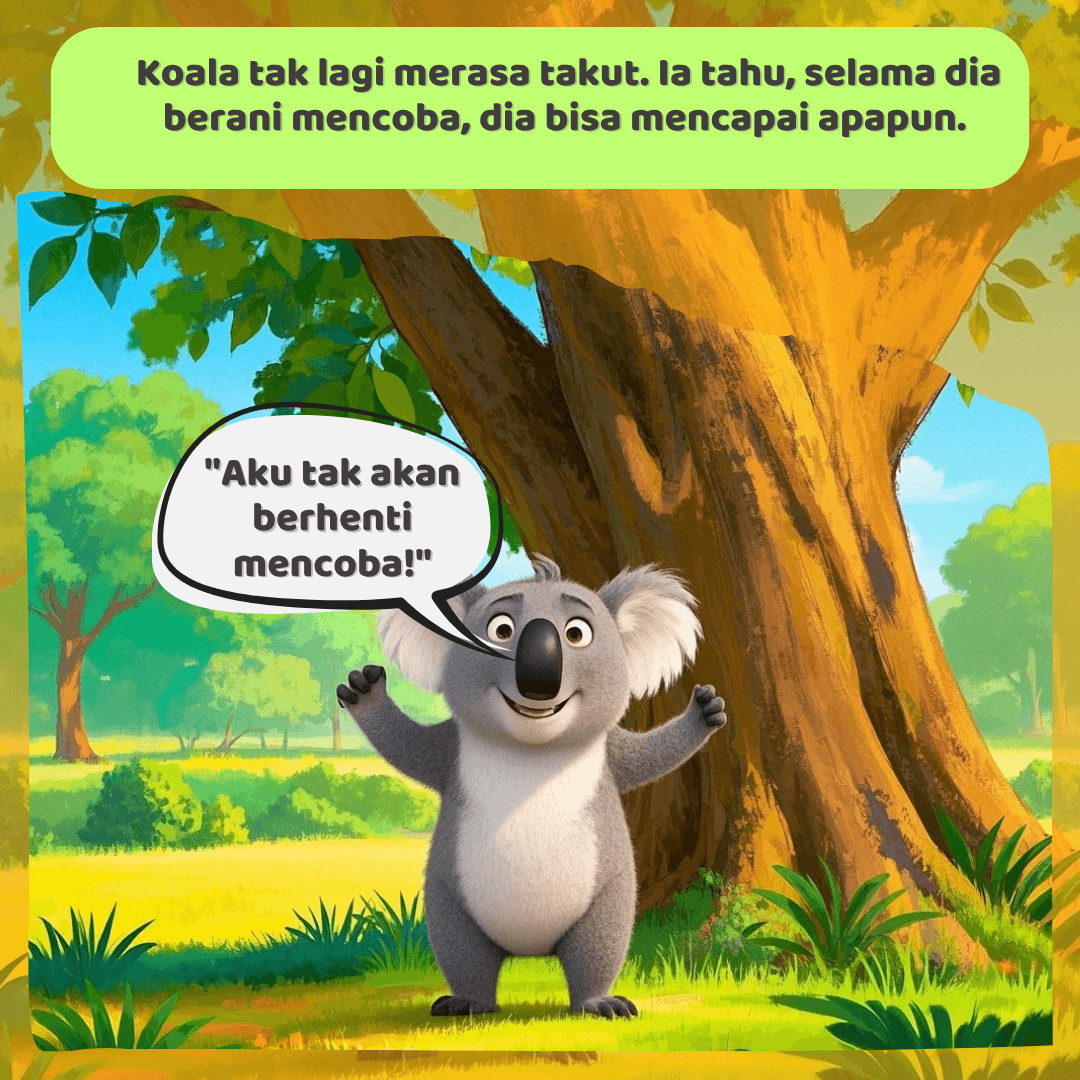 Koala tak lagi merasa takut. Ia tahu, selama dia
berani mencoba, dia bisa mencapai apapun.
"Aku tak akan
berhenti
mencoba!"